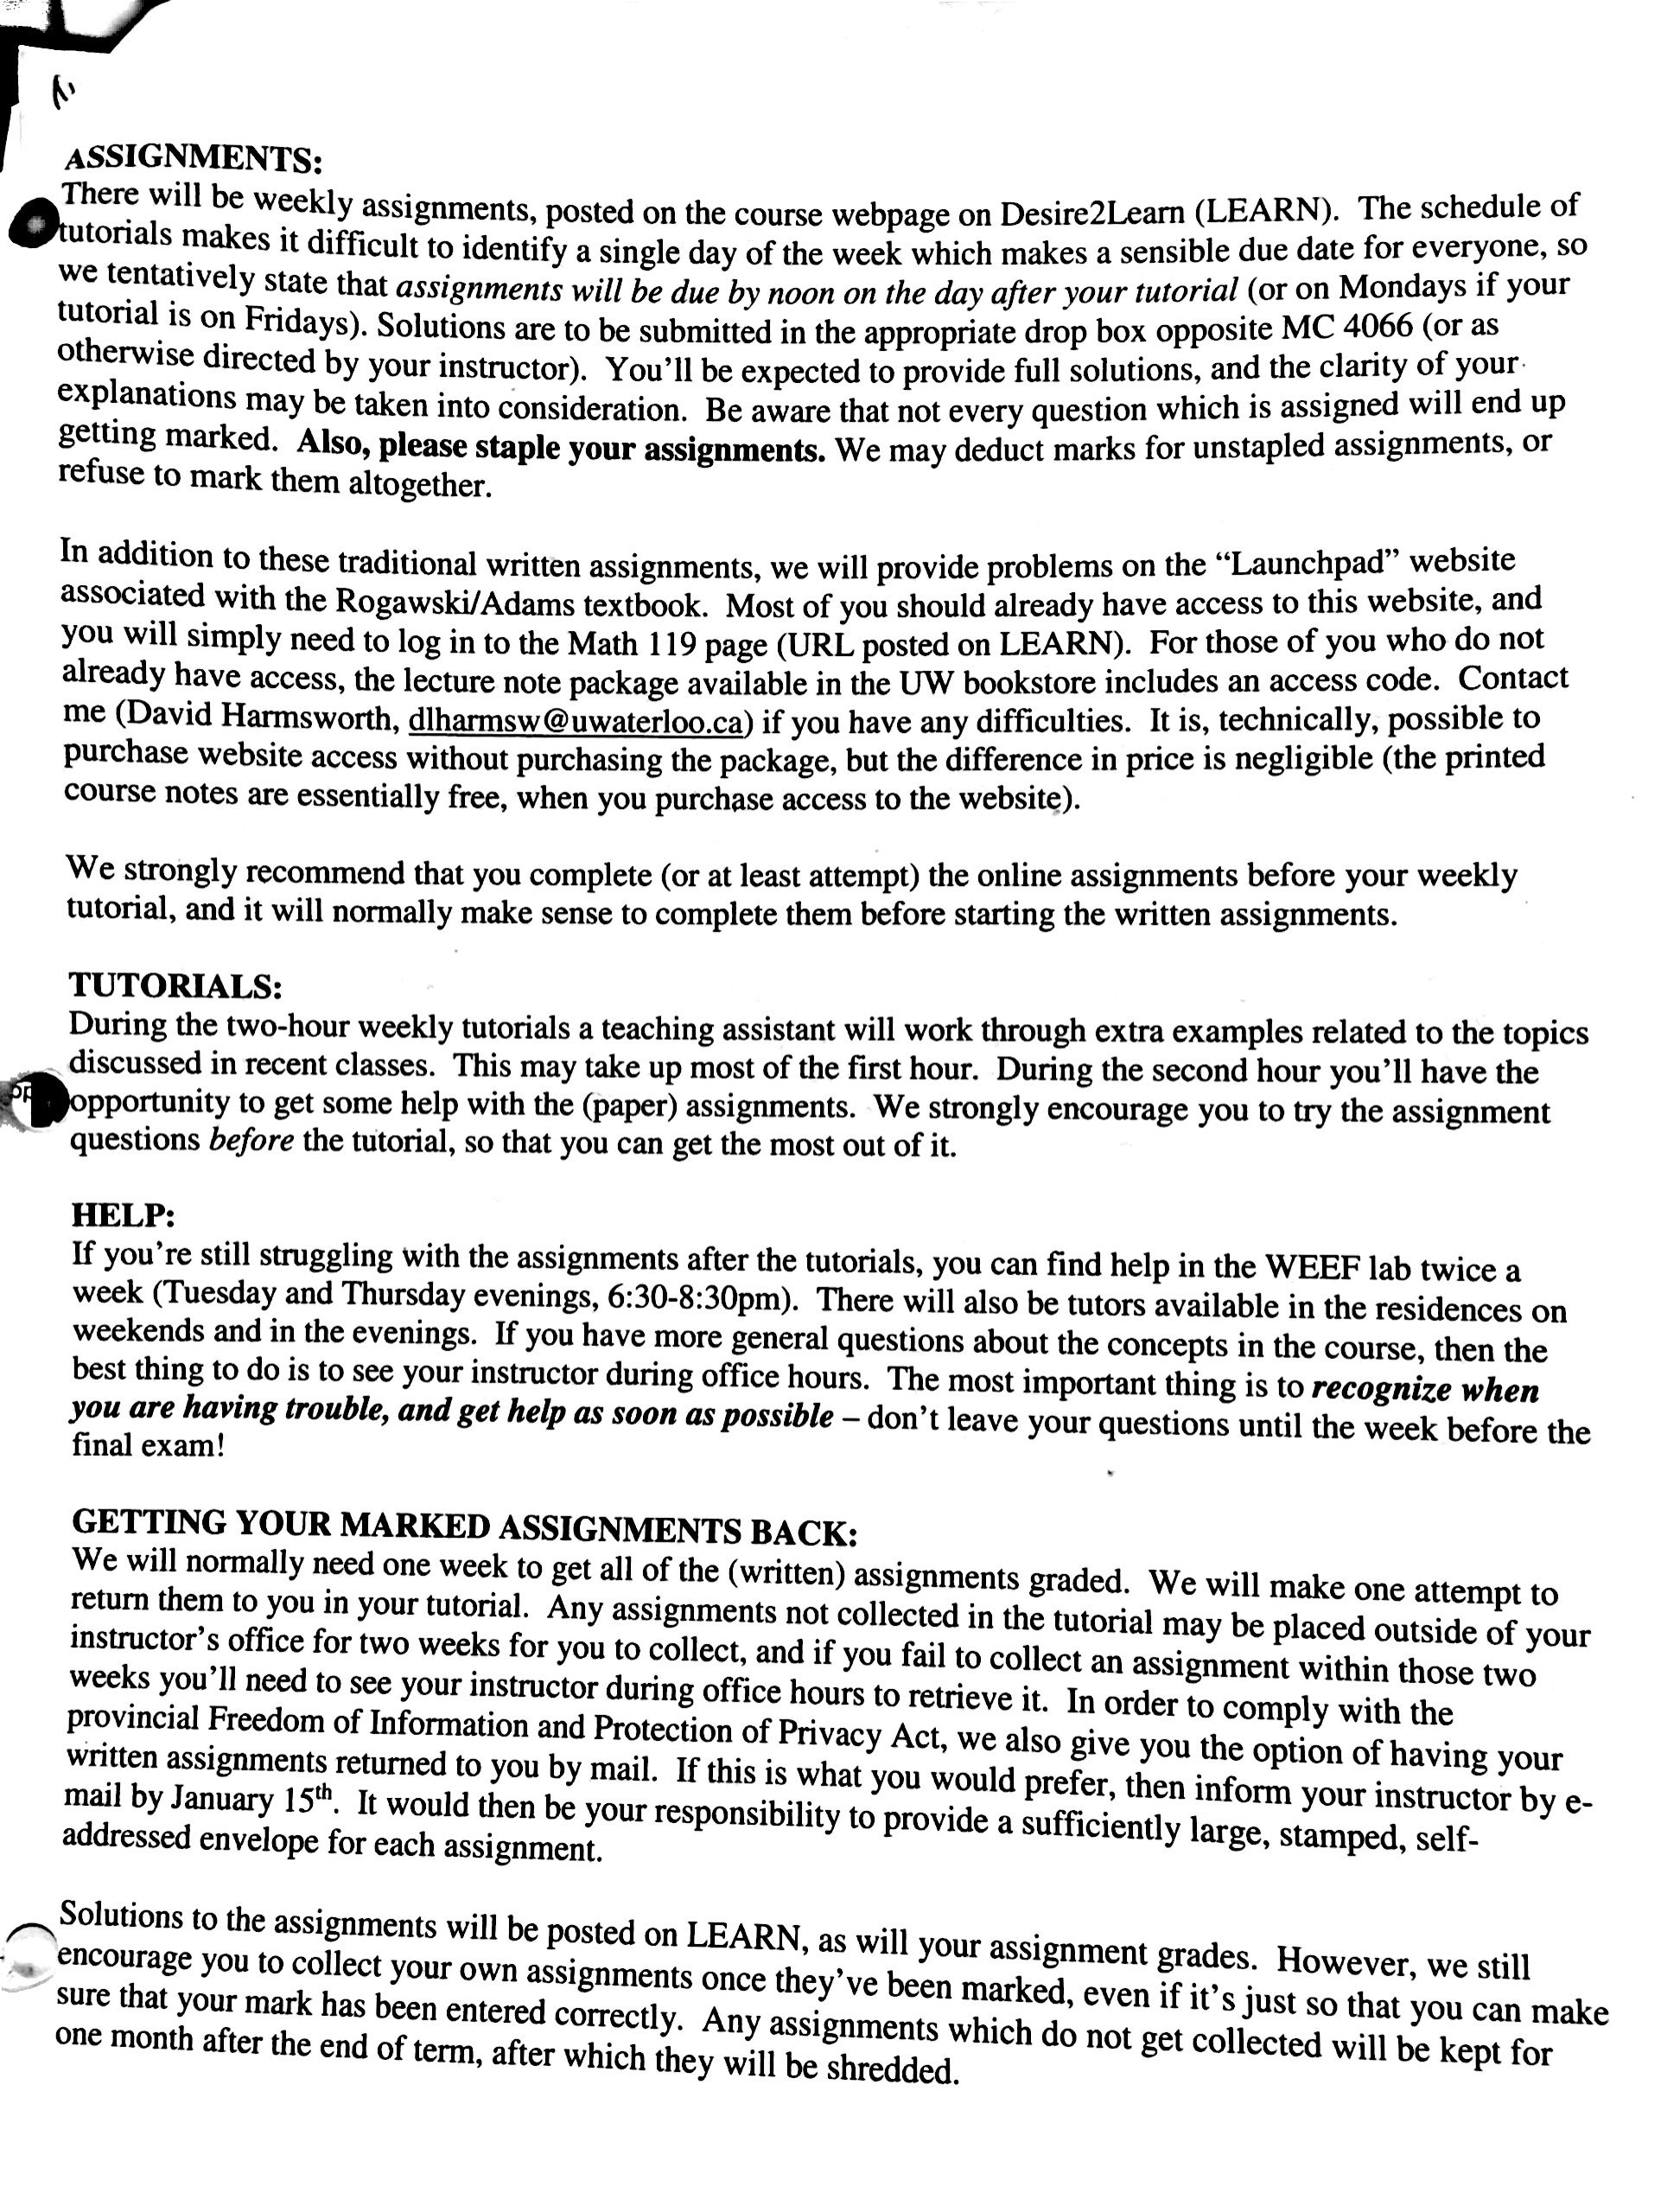 ASSIGNMENTS:
There will be weekly assignments, posted on the course webpage on Desire2Learn (LEARN). The schedule of
tutorials makes it difficult to identify a single day of the week which makes a sensible due date for everyone, so
we tentatively state that assignments will be due by noon on the day after your tutorial (or on Mondays if your
tutorial is on Fridays). Solutions are to be submitted in the appropriate drop box opposite MC 4066 (or as
otherwise directed by your instructor). You'll be expected to provide full solutions, and the clarity of your
explanations may be taken into consideration. Be aware that not every question which is assigned will end up
getting marked. Also, please staple your assignments. We may deduct marks for unstapled assignments, or
refuse to mark them altogether.
In addition to these traditional written assignments, we will provide problems on the “Launchpad” website
associated with the Rogawski/Adams textbook. Most of you should already have access to this website, and
you will simply need to log in to the Math 119 page (URL posted on LEARN). For those of you who do not
already have access, the lecture note package available in the UW bookstore includes an access code. Contact
me (David Harmsworth, dlharmsw@uwaterloo.ca) if you have any difficulties. It is, technically, possible to
purchase website access without purchasing the package, but the difference in price is negligible (the printed
course notes are essentially free, when you purchase access to the website).
We strongly recommend that you complete (or at least attempt) the online assignments before your weekly
tutorial, and it will normally make sense to complete them before starting the written assignments.
TUTORIALS:
During the two-hour weekly tutorials a teaching assistant will work through extra examples related to the topics
discussed in recent classes. This may take up most of the first hour. During the second hour you'll have the
opportunity to get some help with the (paper) assignments. We strongly encourage you to try the assignment
questions before the tutorial, so that you can get the most out of it.
HELP:
If you're still struggling with the assignments after the tutorials, you can find help in the WEEF lab twice a
week (Tuesday and Thursday evenings, 6:30-8:30pm). There will also be tutors available in the residences on
weekends and in the evenings. If you have more general questions about the concepts in the course, then the
best thing to do is to see your instructor during office hours. The most important thing is to recognize when
you are having trouble, and get help as soon as possible – don't leave your questions until the week before the
final exam!
GETTING YOUR MARKED ASSIGNMENTS BACK:
We will normally need one week to get all of the (written) assignments graded. We will make one attempt to
return them to you in your tutorial. Any assignments not collected in the tutorial may be placed outside of your
instructor's office for two weeks for you to collect, and if you fail to collect an assignment within those two
weeks you'll need to see your instructor during office hours to retrieve it. In order to comply with the
provincial Freedom of Information and Protection of Privacy Act, we also give you the option of having your
written assignments returned to you by mail. If this is what you would prefer, then inform your instructor by e-
mail by January 15th. It would then be your responsibility to provide a sufficiently large, stamped, self-
addressed envelope for each assignment.
Solutions to the assignments will be posted on LEARN, as will your assignment grades. However, we still
encourage you to collect your own assignments once they've been marked, even if it's just so that you can make
sure that your mark has been entered correctly. Any assignments which do not get collected will be kept for
one month after the end of term, after which they will be shredded.